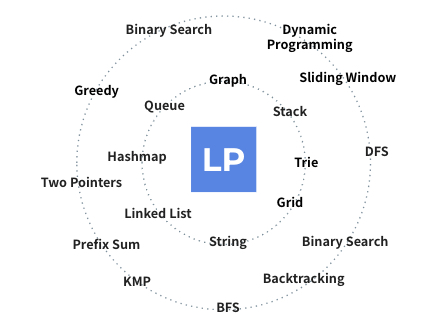 Binary Search
Dynamic
Programming
Sliding Window
Graph
Greedy
Queue
Stack
LP
DFS
Hashmap
Trie
Two Pointers
Grid
Linked List
String
Binary Search
Prefix Sum
Backtracking
KMP
BFS